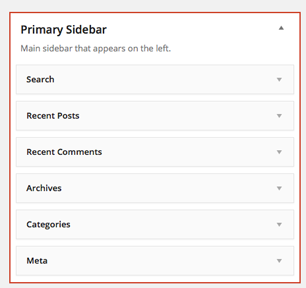 Primary Sidebar
Main sidebar that appears on the left.
Search
Recent Posts
Recent Comments
Archives
Categories
Meta